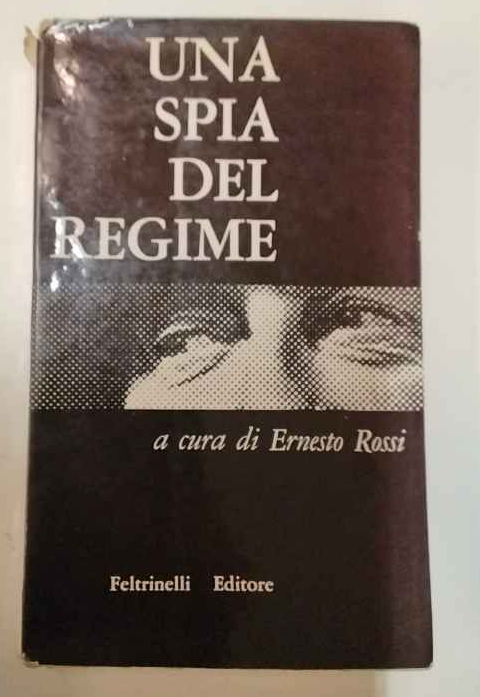 UNA
SPIA
DEL
REGIME
a cura di Ernesto Rossi
Feltrinelli Editore